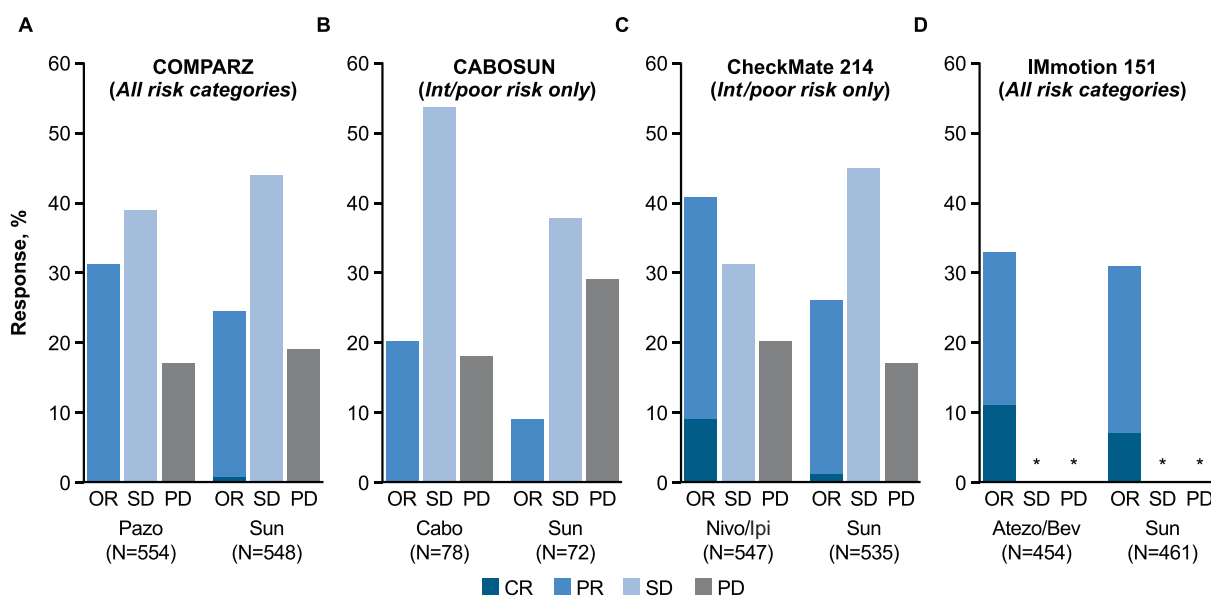 A
B
C
D
COMPARZ
(All risk categories)
CABOSUN
(Int/poor risk only)
CheckMate 214
(Int/poor risk only)
IMmotion 151
(All risk categories)
Response, %
60
50
40
30
20
10
0
60
50
40
30
20
10
0
60
50
40
30
20
10
0
60
50
40
30
20
10
0
* * * *
OR SD PD OR SD PD
OR SD PD OR SD PD
OR SD PD OR SD PD
OR SD PD OR SD PD
Pazo
(N=554)
Sun
(N=548)
Cabo
(N=78)
Sun
(N=72)
Nivo/Ipi
(N=547)
Sun
(N=535)
Atezo/Bev
(N=454)
Sun
(N=461)
CR PR SD PD